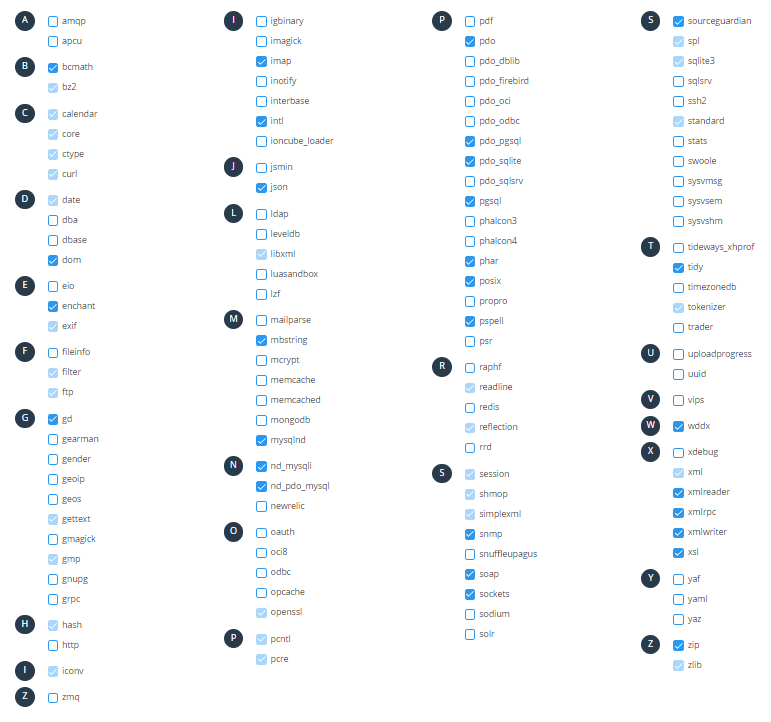 A
amqp
apcu
B
bcmath
bz2
C
calendar
core
ctype
curl
D
date
dba
dbase
dom
E
eio
enchant
exif
F
fileinfo
filter
ftp
G
gd
gearman
gender
geoip
geos
gettext
gmagick
gmp
gnupg
grpc
H
hash
http
I
iconv
Z
zmq
I
igbinary
imagick
imap
inotify
interbase
intl
ioncube_loader
J
jsmin
json
L
ldap
leveldb
libxml
luasandbox
lzf
M
mailparse
mbstring
mcrypt
memcache
memcached
mongodb
mysqlnd
N
nd_mysqli
nd_pdo_mysql
newrelic
O
oauth
oci8
odbc
opcache
openssl
P
pcntl
pcre
P
pdf
pdo
pdo_dblib
pdo_firebird
pdo_oci
pdo_odbc
pdo_pgsql
pdo_sqlite
pdo_sqlsrv
pgsql
phalcon3
phalcon4
phar
posix
propro
pspell
psr
R
raphf
readline
redis
reflection
rrd
S
session
shmop
simplexml
snmp
snuffleupagus
soap
sockets
sodium
solr
S
sourceguardian
spl
sqlite3
sqlsrv
ssh2
standard
stats
swoole
sysvmsg
sysvsem
sysvshm
T
tideways_xhprof
tidy
timezonedb
tokenizer
trader
U
uploadprogress
uuid
V
vips
W
wddx
X
xdebug
xml
xmlreader
xmlrpc
xmlwriter
xsl
Y
yaf
yaml
yaz
Z
zip
zlib